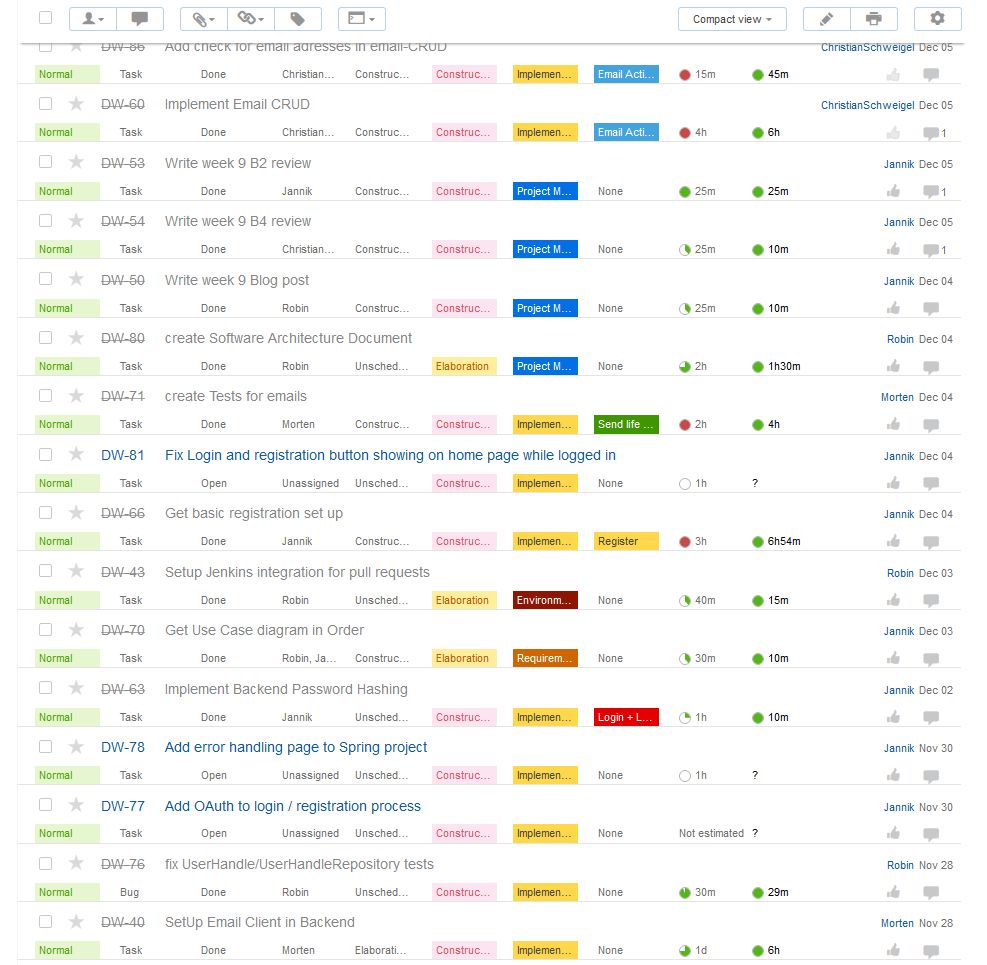 Compact view
DW-86 Add check for email adresses in email-CRUD ChristianSchweigel Dec 05
Normal Task Done Christian... Construc... Construc... Implemen... Email Acti... 15m 45m
DW-60 Implement Email CRUD ChristianSchweigel Dec 05
Normal Task Done Christian... Construc... Construc... Implemen... Email Acti... 4h 6h 1
DW-53 Write week 9 B2 review Jannik Dec 05
Normal Task Done Jannik Construc... Construc... Project M... None 25m 25m 1
DW-54 Write week 9 B4 review Jannik Dec 05
Normal Task Done Christian... Construc... Construc... Project M... None 25m 10m 1
DW-50 Write week 9 Blog post Jannik Dec 04
Normal Task Done Robin Construc... Construc... Project M... None 25m 10m
DW-80 create Software Architecture Document Robin Dec 04
Normal Task Done Robin Unsched... Elaboration Project M... None 2h 1h30m
DW-71 create Tests for emails Morten Dec 04
Normal Task Done Morten Construc... Construc... Implemen... Send life ... 2h 4h
DW-81 Fix Login and registration button showing on home page while logged in Jannik Dec 04
Normal Task Open Unassigned Unsched... Construc... Implemen... None 1h ?
DW-66 Get basic registration set up Jannik Dec 04
Normal Task Done Jannik Construc... Construc... Implemen... Register 3h 6h54m
DW-43 Setup Jenkins integration for pull requests Robin Dec 03
Normal Task Done Robin Unsched... Elaboration Environm... None 40m 15m
DW-70 Get Use Case diagram in Order Jannik Dec 03
Normal Task Done Robin, Ja... Construc... Elaboration Requirem... None 30m 10m
DW-63 Implement Backend Password Hashing Jannik Dec 02
Normal Task Done Jannik Unsched... Construc... Implemen... Login + L... 1h 10m
DW-78 Add error handling page to Spring project Jannik Nov 30
Normal Task Open Unassigned Unsched... Construc... Implemen... None 1h ?
DW-77 Add OAuth to login / registration process Jannik Nov 30
Normal Task Open Unassigned Unsched... Construc... Implemen... None Not estimated ?
DW-76 fix UserHandle/UserHandleRepository tests Robin Nov 28
Normal Bug Done Robin Unsched... Construc... Implemen... None 30m 29m
DW-40 SetUp Email Client in Backend Morten Nov 28
Normal Task Done Morten Elaborati... Construc... Implemen... None 1d 6h